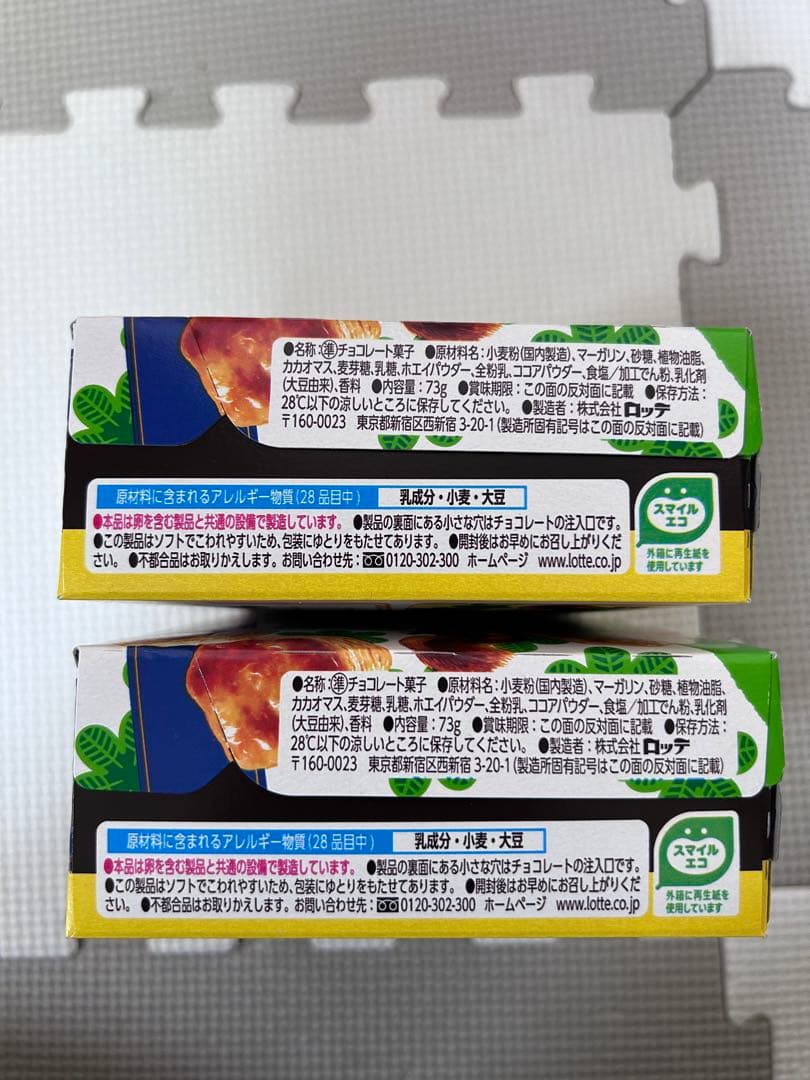 ●名称:準チョコレート菓子 ●原材料名:小麦粉(国内製造)、マーガリン、砂糖、植物油脂、
カカオマス、麦芽糖、乳糖、ホエイパウダー、全粉乳、ココアパウダー、食塩/加工でん粉、乳化剤
(大豆由来)、香料 ●内容量:73g ●賞味期限:この面の反対面に記載 ●保存方法:
28℃以下の涼しいところに保存してください。 ●製造者:株式会社 ロッテ
〒160-0023 東京都新宿区西新宿3-20-1(製造所固有記号はこの面の反対面に記載)
原材料に含まれるアレルギー物質(28品目中) 乳成分・小麦・大豆
●本品は卵を含む製品と共通の設備で製造しています。 ●製品の裏面にある小さな穴はチョコレートの注入口です。
●この製品はソフトでこわれやすいため、包装にゆとりをもたせてあります。 ●開封後はお早めにお召し上がりくだ
さい。 ●不都合品はお取りかえします。お問い合わせ先:0120-302-300 ホームページ www.lotte.co.jp
スマイル
エコ
外箱に再生紙を
使用しています
●名称:準チョコレート菓子 ●原材料名:小麦粉(国内製造)、マーガリン、砂糖、植物油脂、
カカオマス、麦芽糖、乳糖、ホエイパウダー、全粉乳、ココアパウダー、食塩/加工でん粉、乳化剤
(大豆由来)、香料 ●内容量:73g ●賞味期限:この面の反対面に記載 ●保存方法:
28℃以下の涼しいところに保存してください。 ●製造者:株式会社 ロッテ
〒160-0023 東京都新宿区西新宿3-20-1(製造所固有記号はこの面の反対面に記載)
原材料に含まれるアレルギー物質(28品目中) 乳成分・小麦・大豆
●本品は卵を含む製品と共通の設備で製造しています。 ●製品の裏面にある小さな穴はチョコレートの注入口です。
●この製品はソフトでこわれやすいため、包装にゆとりをもたせてあります。 ●開封後はお早めにお召し上がりくだ
さい。 ●不都合品はお取りかえします。お問い合わせ先:0120-302-300 ホームページ www.lotte.co.jp
スマイル
エコ
外箱に再生紙を
使用しています